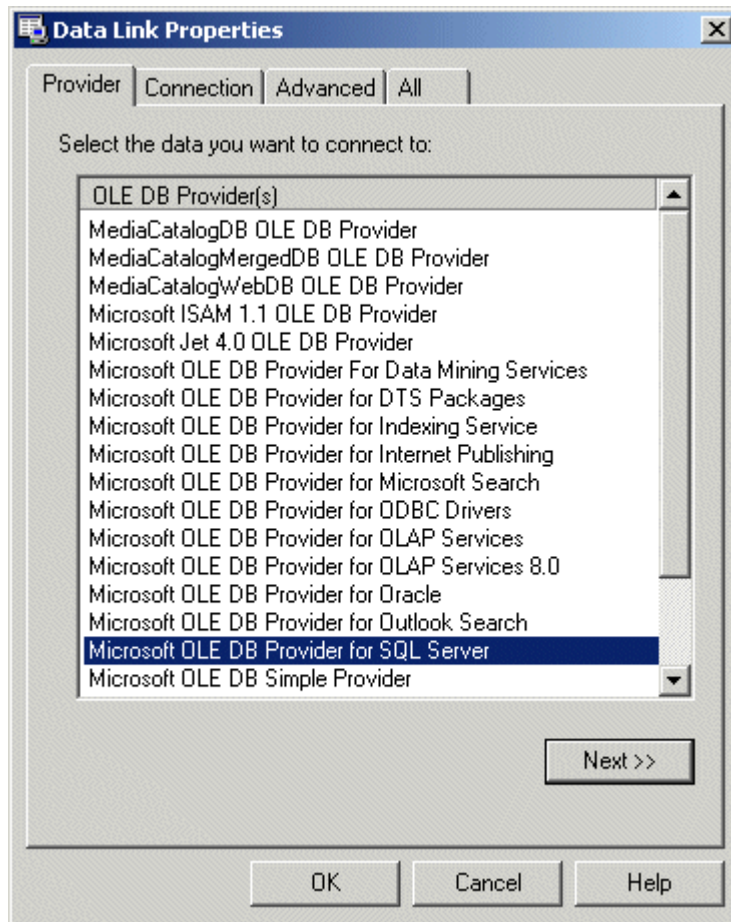 Data Link Properties
Provider Connection Advanced All
Select the data you want to connect to:
OLE DB Provider(s)
MediaCatalogDB OLE DB Provider
MediaCatalogMergedDB OLE DB Provider
MediaCatalogWebDB OLE DB Provider
Microsoft ISAM 1.1 OLE DB Provider
Microsoft Jet 4.0 OLE DB Provider
Microsoft OLE DB Provider For Data Mining Services
Microsoft OLE DB Provider for DTS Packages
Microsoft OLE DB Provider for Indexing Service
Microsoft OLE DB Provider for Internet Publishing
Microsoft OLE DB Provider for Microsoft Search
Microsoft OLE DB Provider for ODBC Drivers
Microsoft OLE DB Provider for OLAP Services
Microsoft OLE DB Provider for OLAP Services 8.0
Microsoft OLE DB Provider for Oracle
Microsoft OLE DB Provider for Outlook Search
Microsoft OLE DB Provider for SQL Server
Microsoft OLE DB Simple Provider
Next >>
OK Cancel Help